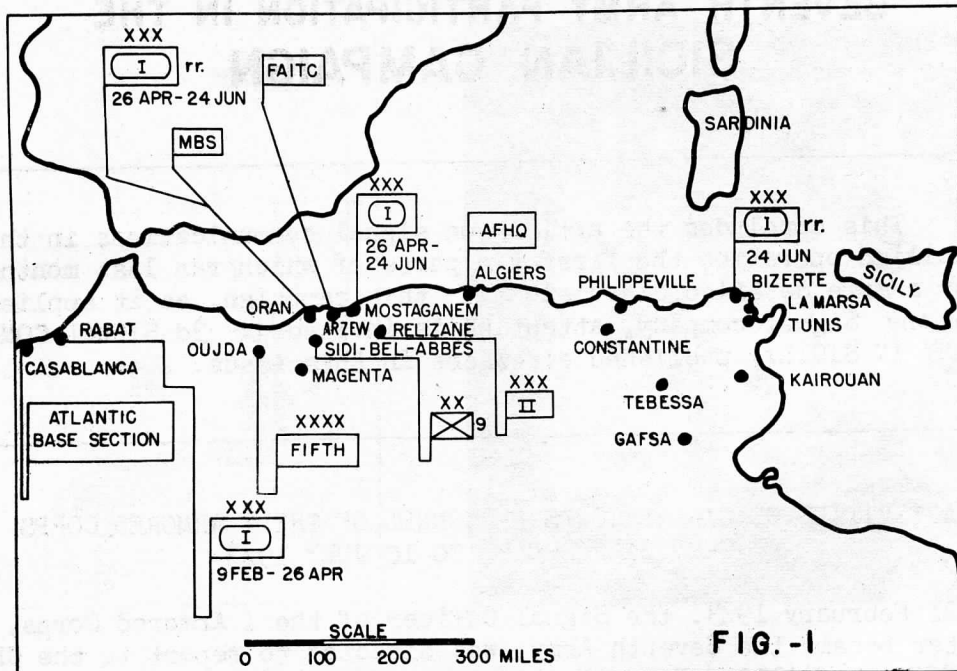 XXX
I rr.
26 APR - 24 JUN
FAITC
MBS
SARDINIA
XXX
I
26 APR-
24 JUN
AFHQ
ALGIERS
XXX
I rr.
24 JUN
PHILIPPEVILLE
BIZERTE
SICILY
LA MARSA
TUNIS
ORAN
ARZEW
MOSTAGANEM
RELIZANE
RABAT
OUJDA
SIDI-BEL-ABBES
CONSTANTINE
CASABLANCA
MAGENTA
KAIROUAN
TEBESSA
GAFSA
ATLANTIC
BASE SECTION
XXXX
FIFTH
XX
9
XXX
II
XXX
I
9 FEB - 26 APR
SCALE
0 100 200 300 MILES
FIG.-1